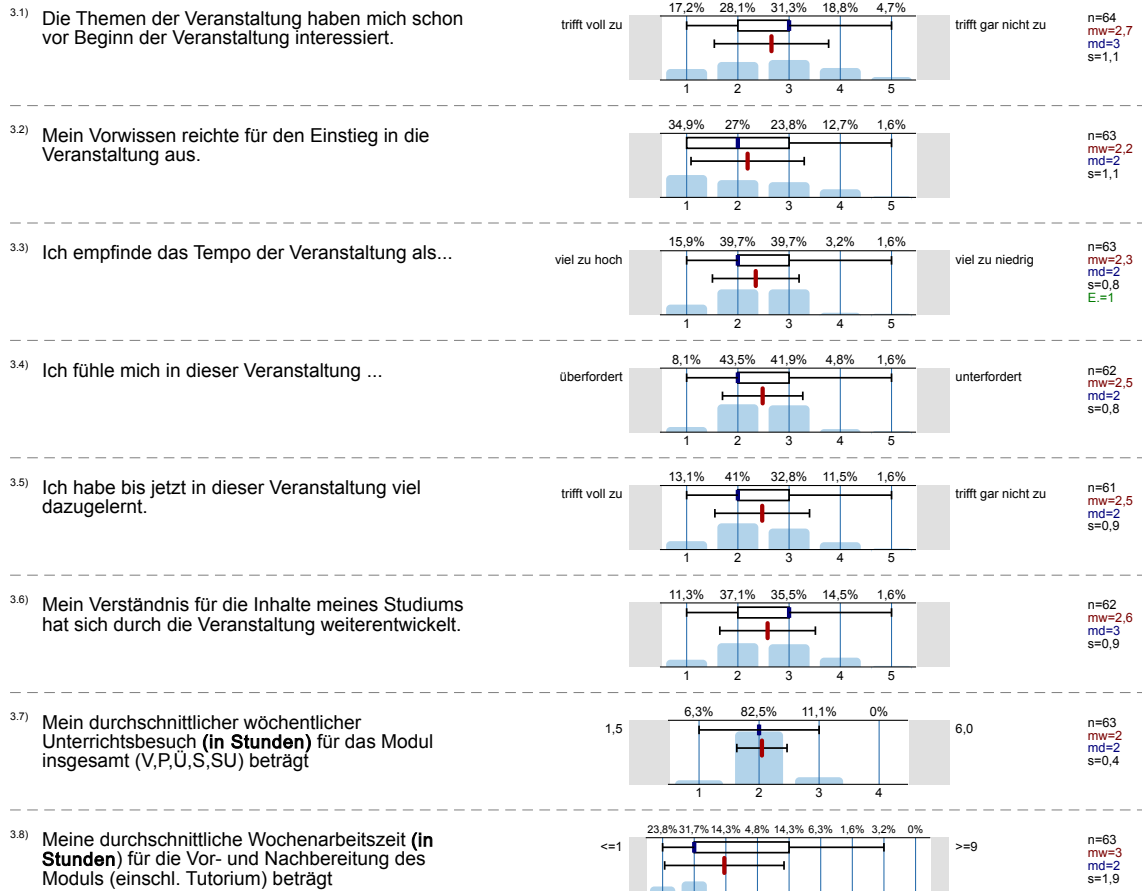 3.1) Die Themen der Veranstaltung haben mich schon
vor Beginn der Veranstaltung interessiert.
trifft voll zu
17,2% 28,1% 31,3% 18,8% 4,7%
1 2 3 4 5
trifft gar nicht zu
n=64
mw=2,7
md=3
s=1,1
3.2) Mein Vorwissen reichte für den Einstieg in die
Veranstaltung aus.
34,9% 27% 23,8% 12,7% 1,6%
1 2 3 4 5
n=63
mw=2,2
md=2
s=1,1
3.3) Ich empfinde das Tempo der Veranstaltung als...
viel zu hoch
15,9% 39,7% 39,7% 3,2% 1,6%
1 2 3 4 5
viel zu niedrig
n=63
mw=2,3
md=2
s=0,8
E.=1
3.4) Ich fühle mich in dieser Veranstaltung ...
überfordert
8,1% 43,5% 41,9% 4,8% 1,6%
1 2 3 4 5
unterfordert
n=62
mw=2,5
md=2
s=0,8
3.5) Ich habe bis jetzt in dieser Veranstaltung viel
dazugelernt.
trifft voll zu
13,1% 41% 32,8% 11,5% 1,6%
1 2 3 4 5
trifft gar nicht zu
n=61
mw=2,5
md=2
s=0,9
3.6) Mein Verständnis für die Inhalte meines Studiums
hat sich durch die Veranstaltung weiterentwickelt.
11,3% 37,1% 35,5% 14,5% 1,6%
1 2 3 4 5
n=62
mw=2,6
md=3
s=0,9
3.7) Mein durchschnittlicher wöchentlicher
Unterrichtsbesuch (in Stunden) für das Modul
insgesamt (V,P,Ü,S,SU) beträgt
1,5
6,3% 82,5% 11,1% 0%
1 2 3 4
6,0
n=63
mw=2
md=2
s=0,4
3.8) Meine durchschnittliche Wochenarbeitszeit (in
Stunden) für die Vor- und Nachbereitung des
Moduls (einschl. Tutorium) beträgt
<=1
23,8% 31,7% 14,3% 4,8% 14,3% 6,3% 1,6% 3,2% 0%
>=9
n=63
mw=3
md=2
s=1,9